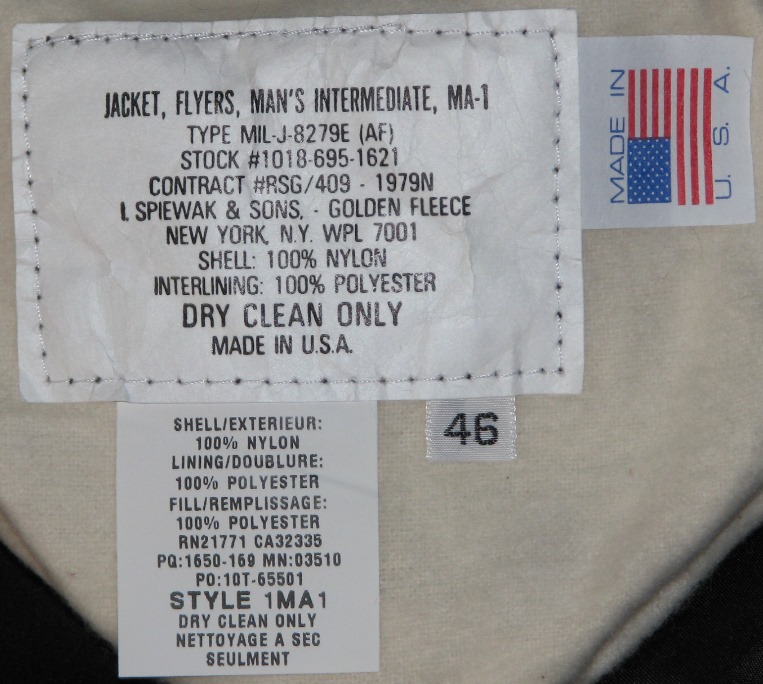 JACKET, FLYERS, MAN'S INTERMEDIATE, MA-1
TYPE MIL-J-8279E (AF)
STOCK #1018-695-1621
CONTRACT #RSG/409 - 1979N
I. SPIEWAK & SONS, - GOLDEN FLEECE
NEW YORK, N.Y. WPL 7001
SHELL: 100% NYLON
INTERLINING: 100% POLYESTER
DRY CLEAN ONLY
MADE IN U.S.A.
MADE IN
U. S. A.
46
SHELL/EXTERIEUR:
100% NYLON
LINING/DOUBLURE:
100% POLYESTER
FILL/REMPLISSAGE:
100% POLYESTER
RN21771 CA32335
PQ:1650-169 MN:03510
PO:10T-65501
STYLE 1MA1
DRY CLEAN ONLY
NETTOYAGE A SEC
SEULMENT